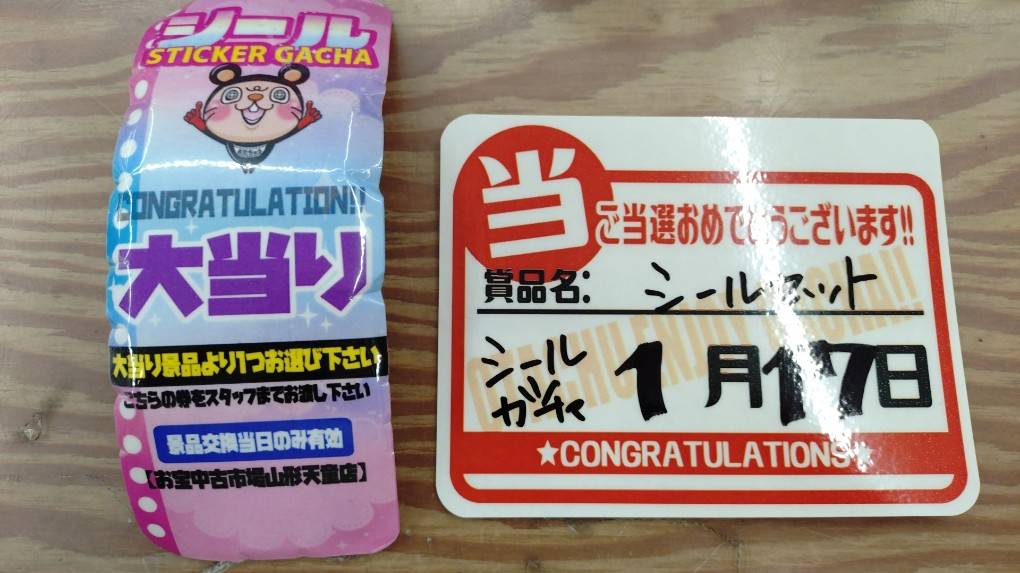 シール
STICKER GACHA
CONGRATULATIONS
大当り
大当り景品より1つお選び下さい
こちらの券をスタッフまでお渡し下さい
景品交換当日のみ有効
【お宝中古市場山形天童店】
当
ご当選おめでとうございます!!
賞品名: シールセット
シール
ガチャ
1月17日
★CONGRATULATIONS★